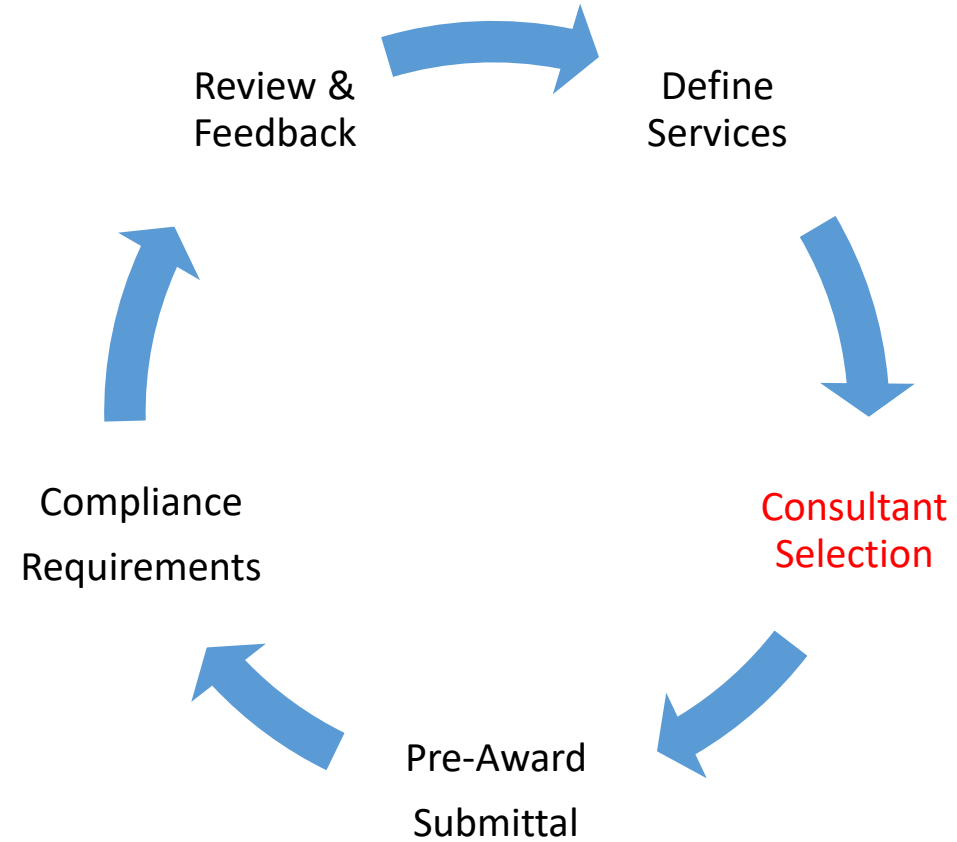 Review &
Feedback
Define
Services
Consultant
Selection
Pre-Award
Submittal
Compliance
Requirements